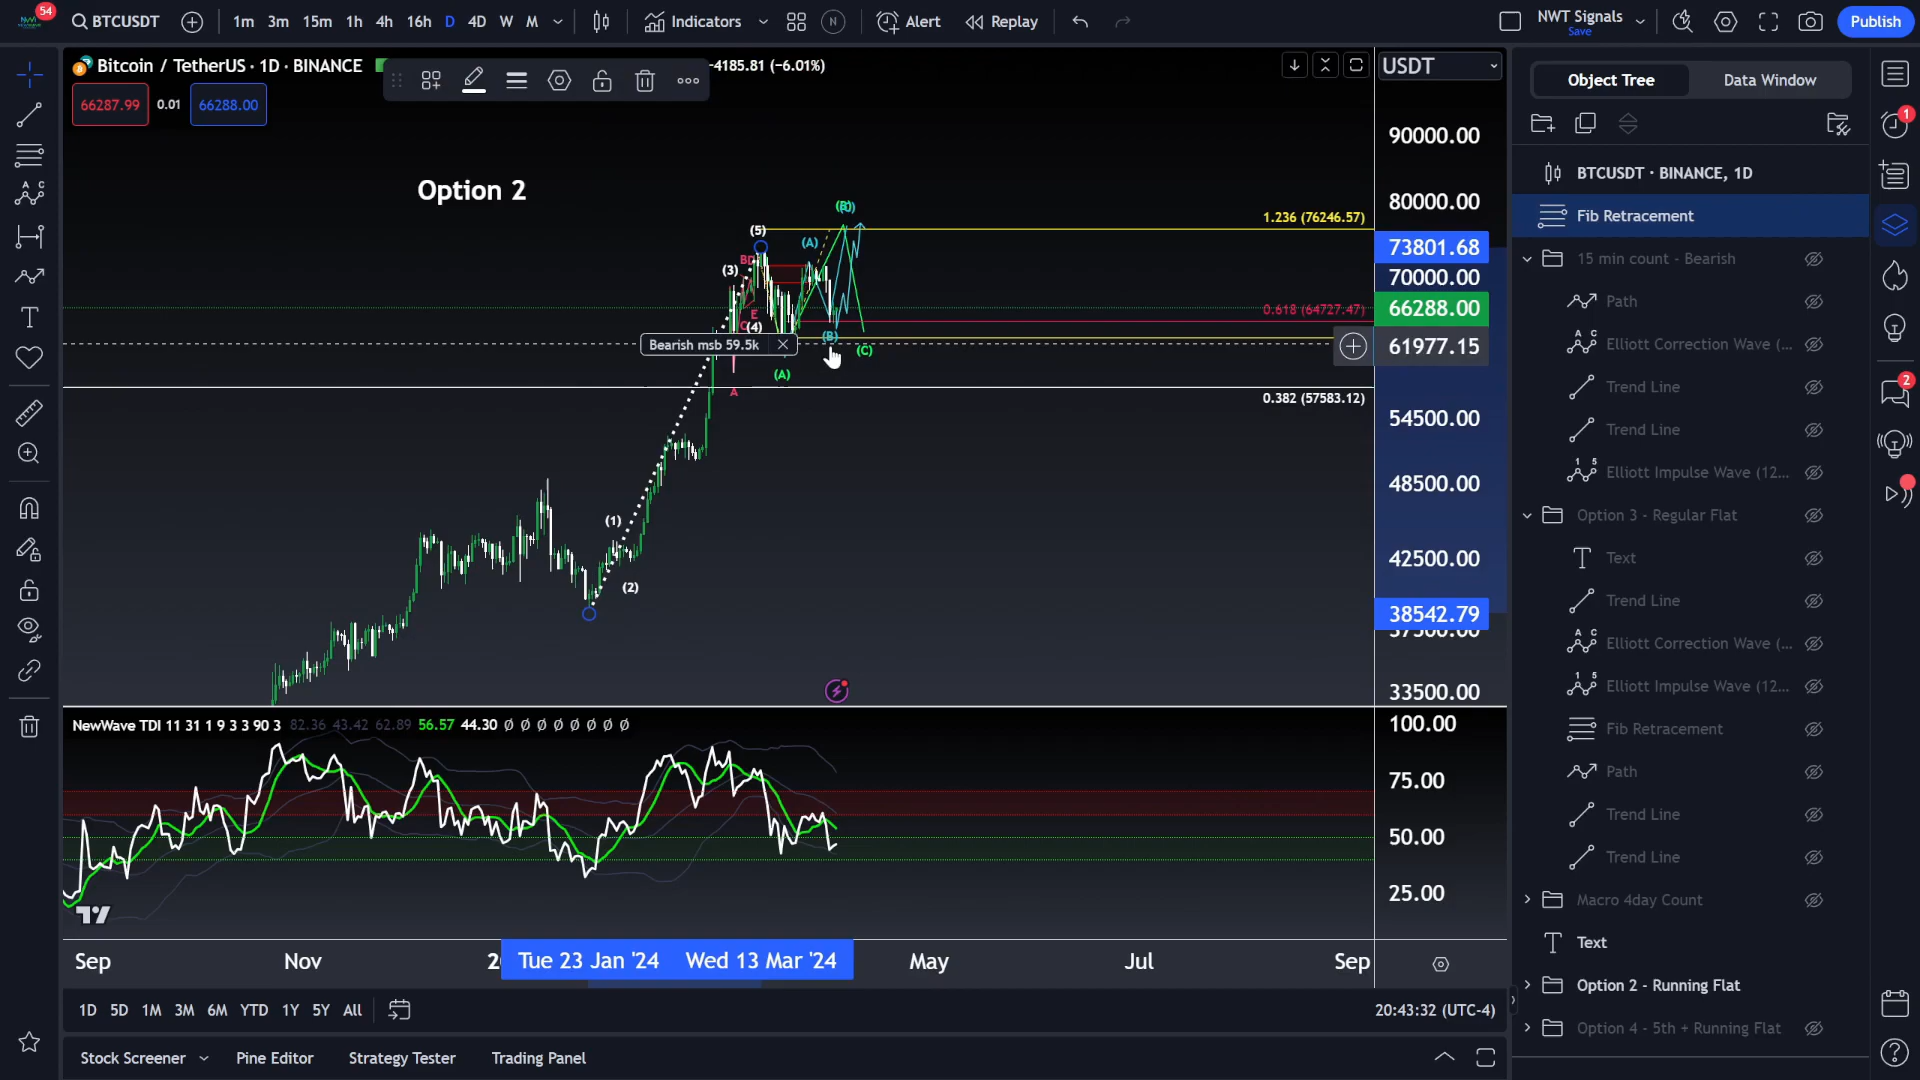 54
BTCUSDT
1m 3m 15m 1h 4h 16h D 4D W M
Indicators
N
Alert
Replay
NWT Signals
Save
Publish
Bitcoin / TetherUS · 1D · BINANCE
−4185.81 (−6.01%)
66287.99
0.01
66288.00
USDT
Option 2
90000.00
80000.00
1.236 (76246.57)
73801.68
70000.00
0.618 (64727.47)
66288.00
61977.15
0.382 (57583.12)
54500.00
48500.00
42500.00
38542.79
33500.00
(5)
(A)
(3)
E
(4)
Bearish msb 59.5k
(B)
(C)
(A)
A
(1)
(2)
NewWave TDI 11 31 1 9 3 3 90 3 82.36 43.42 62.89 56.57 44.30 Ø Ø Ø Ø Ø Ø Ø Ø
100.00
75.00
50.00
25.00
Sep
Nov
Tue 23 Jan '24
Wed 13 Mar '24
May
Jul
Sep
1D 5D 1M 3M 6M YTD 1Y 5Y All
20:43:32 (UTC-4)
Stock Screener
Pine Editor
Strategy Tester
Trading Panel
Object Tree
Data Window
BTCUSDT · BINANCE, 1D
Fib Retracement
15 min count - Bearish
Path
Elliott Correction Wave (...
Trend Line
Trend Line
Elliott Impulse Wave (12...
Option 3 - Regular Flat
Text
Trend Line
Elliott Correction Wave (...
Elliott Impulse Wave (12...
Fib Retracement
Path
Trend Line
Trend Line
Macro 4day Count
Text
Option 2 - Running Flat
Option 4 - 5th + Running Flat
1
2